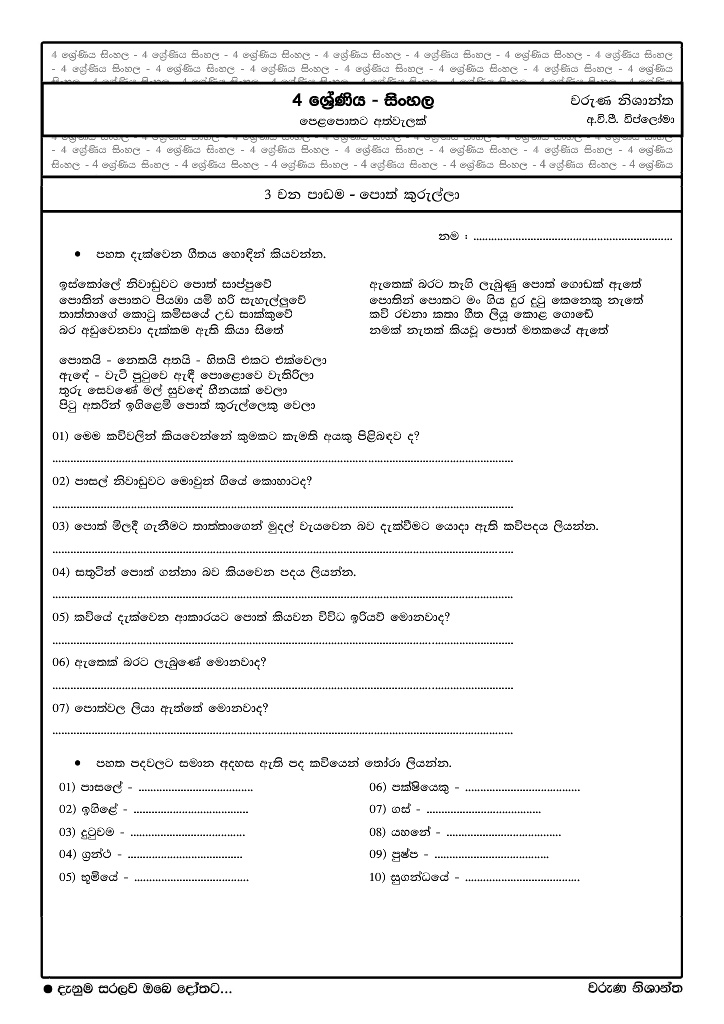 4 ශ්‍රේණිය සිංහල - 4 ශ්‍රේණිය සිංහල - 4 ශ්‍රේණිය සිංහල - 4 ශ්‍රේණිය සිංහල - 4 ශ්‍රේණිය සිංහල - 4 ශ්‍රේණිය සිංහල - 4 ශ්‍රේණිය සිංහල
- 4 ශ්‍රේණිය සිංහල - 4 ශ්‍රේණිය සිංහල - 4 ශ්‍රේණිය සිංහල - 4 ශ්‍රේණිය සිංහල - 4 ශ්‍රේණිය සිංහල - 4 ශ්‍රේණිය සිංහල - 4 ශ්‍රේණිය
4 ශ්‍රේණිය - සිංහල
වරුණ නිශාන්ත
පෙළපොතට අත්වැලක්
අ.වි.පී. ඩිප්ලෝමා
- 4 ශ්‍රේණිය සිංහල - 4 ශ්‍රේණිය සිංහල - 4 ශ්‍රේණිය සිංහල - 4 ශ්‍රේණිය සිංහල - 4 ශ්‍රේණිය සිංහල - 4 ශ්‍රේණිය සිංහල - 4 ශ්‍රේණිය
සිංහල - 4 ශ්‍රේණිය සිංහල - 4 ශ්‍රේණිය සිංහල - 4 ශ්‍රේණිය සිංහල - 4 ශ්‍රේණිය සිංහල - 4 ශ්‍රේණිය සිංහල - 4 ශ්‍රේණිය සිංහල - 4 ශ්‍රේණිය
3 වන පාඩම - පොත් කුරුල්ලා
නම : ..................................................................
● පහත දැක්වෙන ගීතය හොඳින් කියවන්න.
ඉස්කෝලේ නිවාඩුවට පොත් සාප්පුවේ
පොතින් පොතට පියඹා යමි හරි සැහැල්ලුවේ
තාත්තාගේ කොටු කමිසයේ උඩ සාක්කුවේ
බර අඩුවෙනවා දැක්කම ඇති කියා සිතේ
ඇතෙක් බරට තෑගි ලැබුණු පොත් ගොඩක් ඇතේ
පොතින් පොතට මං ගිය දුර දුටු කෙනෙකු නැතේ
කවි රචනා කතා ගීත ලියූ කොළ ගොඩේ
නමක් නැතත් කියවූ පොත් මතකයේ ඇතේ
පොතයි - නෙතයි අතයි - හිතයි එකට එක්වෙලා
ඇඳේ - වැටී පුටුවෙ ඇඳී පොළොවෙ වැතිරිලා
තුරු සෙවණේ මල් සුවඳේ හීනයක් වෙලා
පිටු අතරින් ඉගිළෙමි පොත් කුරුල්ලෙකු වෙලා
01) මෙම කවිවලින් කියවෙන්නේ කුමකට කැමති අයකු පිළිබඳව ද?
02) පාසල් නිවාඩුවට මොවුන් ගියේ කොහාටද?
03) පොත් මිලදී ගැනීමට තාත්තාගෙන් මුදල් වැයවෙන බව දැක්වීමට යොදා ඇති කවිපදය ලියන්න.
04) සතුටින් පොත් ගන්නා බව කියවෙන පදය ලියන්න.
05) කවියේ දැක්වෙන ආකාරයට පොත් කියවන විවිධ ඉරියව් මොනවාද?
06) ඇතෙක් බරට ලැබුණේ මොනවාද?
07) පොත්වල ලියා ඇත්තේ මොනවාද?
● පහත පදවලට සමාන අදහස ඇති පද කවියෙන් තෝරා ලියන්න.
01) පාසලේ - ......................................
02) ඉගිළේ - ......................................
03) දුටුවම - ......................................
04) ග්‍රන්ථ - ......................................
05) භූමියේ - ......................................
06) පක්ෂියෙකු - ......................................
07) ගස් - ......................................
08) යහනේ - ......................................
09) පුෂ්ප - ......................................
10) සුගන්ධයේ - ......................................
● දැනුම සරලව ඔබෙ දෝතට...
වරුණ නිශාන්ත